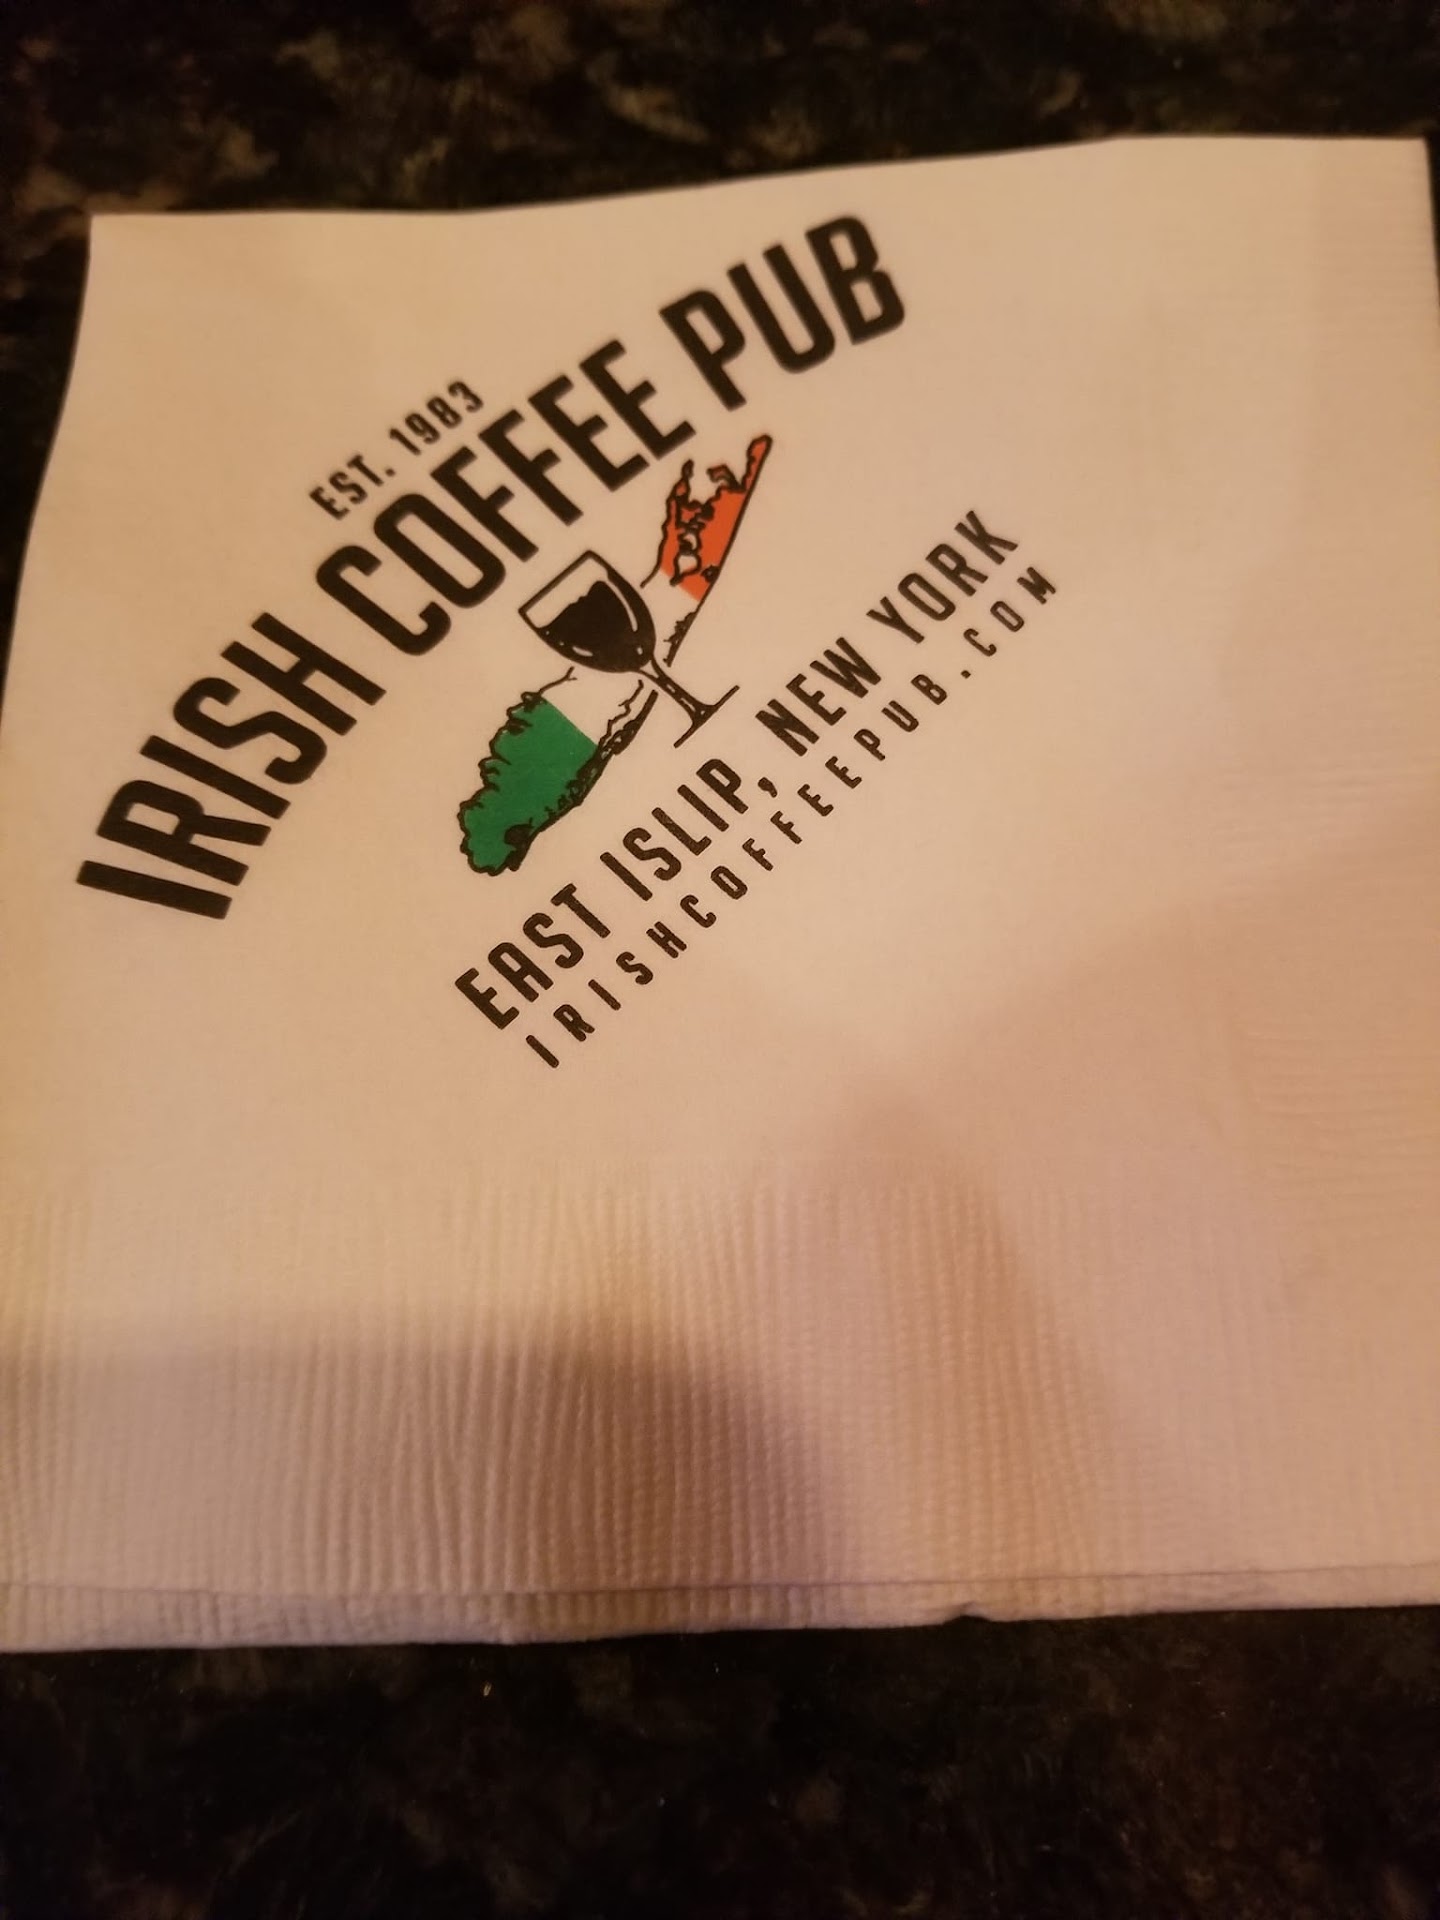 EST. 1983
IRISH COFFEE PUB
EAST ISLIP, NEW YORK
IRISHCOFFEEPUB.COM